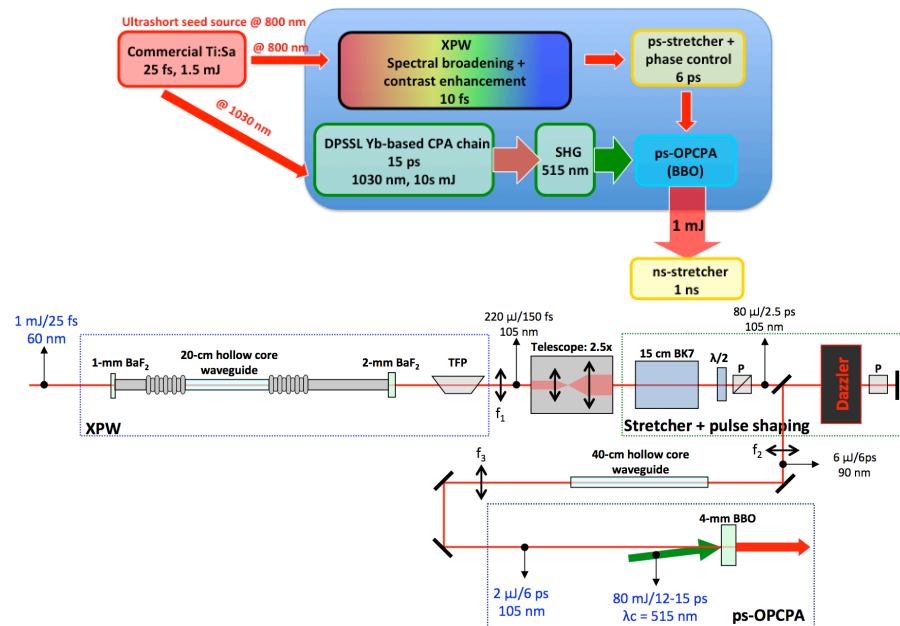 Ultrashort seed source @ 800 nm
Commercial Ti:Sa
25 fs, 1.5 mJ
@ 800 nm
@ 1030 nm
XPW
Spectral broadening +
contrast enhancement
10 fs
ps-stretcher +
phase control
6 ps
DPSSL Yb-based CPA chain
15 ps
1030 nm, 10s mJ
SHG
515 nm
ps-OPCPA
(BBO)
1 mJ
ns-stretcher
1 ns
1 mJ/25 fs
60 nm
1-mm BaF2
20-cm hollow core
waveguide
2-mm BaF2
TFP
XPW
220 µJ/150 fs
105 nm
f1
Telescope: 2.5x
15 cm BK7
λ/2
P
80 µJ/2.5 ps
105 nm
Dazzler
P
Stretcher + pulse shaping
f2
6 µJ/6ps
90 nm
40-cm hollow core
waveguide
f3
4-mm BBO
2 µJ/6 ps
105 nm
80 mJ/12-15 ps
λc = 515 nm
ps-OPCPA